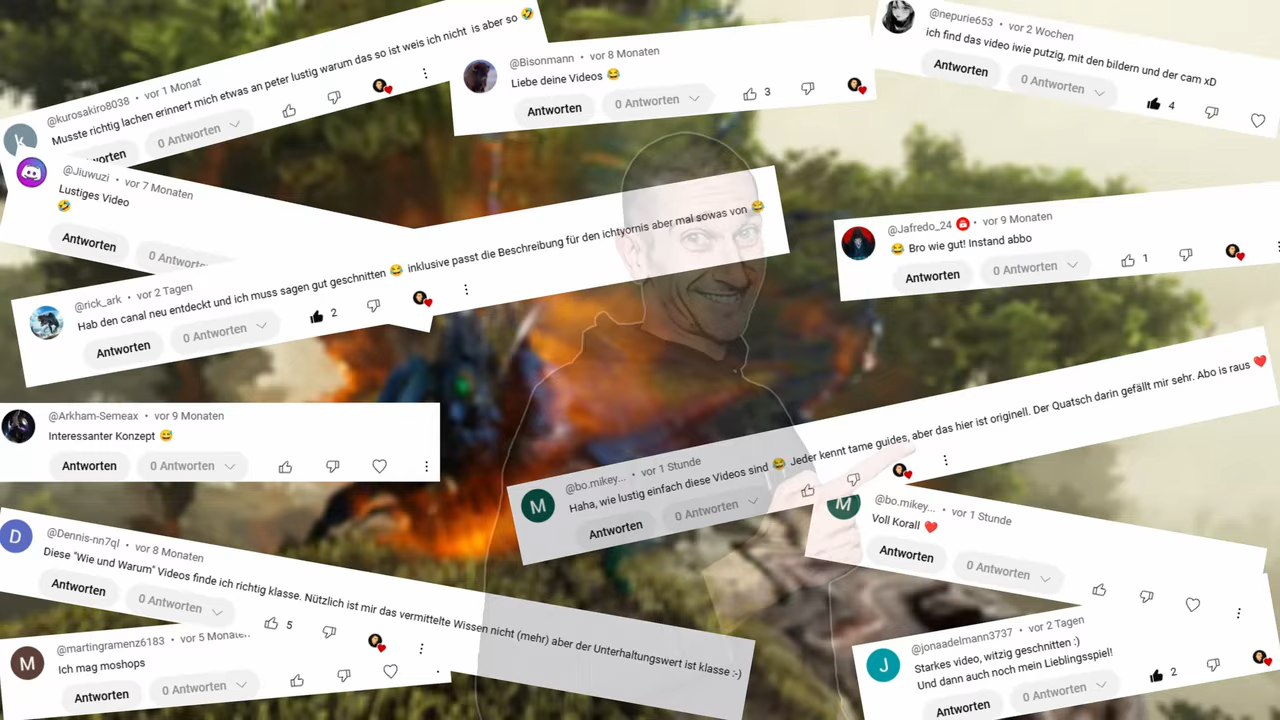 @kurosakiro8038 • vor 1 Monat
Musste richtig lachen erinnert mich etwas an peter lustig warum das so ist weis ich nicht is aber so 🤣
worten 0 Antworten
@Bisonmann • vor 8 Monaten
Liebe deine Videos 😂
Antworten 0 Antworten 3
@nepurie653 • vor 2 Wochen
ich find das video iwie putzig, mit den bildern und der cam xD
Antworten 0 Antworten 4
@Jiuwuzi • vor 7 Monaten
Lustiges Video
🤣
Antworten 0 Antworten
@rick_ark • vor 2 Tagen
Hab den canal neu entdeckt und ich muss sagen gut geschnitten 😂 inklusive passt die Beschreibung für den ichtyornis aber mal sowas von 😂
Antworten 0 Antworten 2
@Jafredo_24 • vor 9 Monaten
😂 Bro wie gut! Instand abbo
Antworten 0 Antworten 1
@Arkham-Semeax • vor 9 Monaten
Interessanter Konzept 😅
Antworten 0 Antworten
M
@bo.mikey... • vor 1 Stunde
Haha, wie lustig einfach diese Videos sind 😂 Jeder kennt tame guides, aber das hier ist originell. Der Quatsch darin gefällt mir sehr. Abo is raus ❤️
Antworten 0 Antworten
M
@bo.mikey... • vor 1 Stunde
Voll Korall ❤️
Antworten 0 Antworten
D
@Dennis-nn7ql • vor 8 Monaten
Diese "Wie und Warum" Videos finde ich richtig klasse. Nützlich ist mir das vermittelte Wissen nicht (mehr) aber der Unterhaltungswert ist klasse :-)
Antworten 0 Antworten 5
M
@martingramenz6183 • vor 5 Monaten
Ich mag moshops
Antworten 0 Antworten
J
@jonaadelmann3737 • vor 2 Tagen
Starkes video, witzig geschnitten :)
Und dann auch noch mein Lieblingsspiel!
Antworten 0 Antworten 2